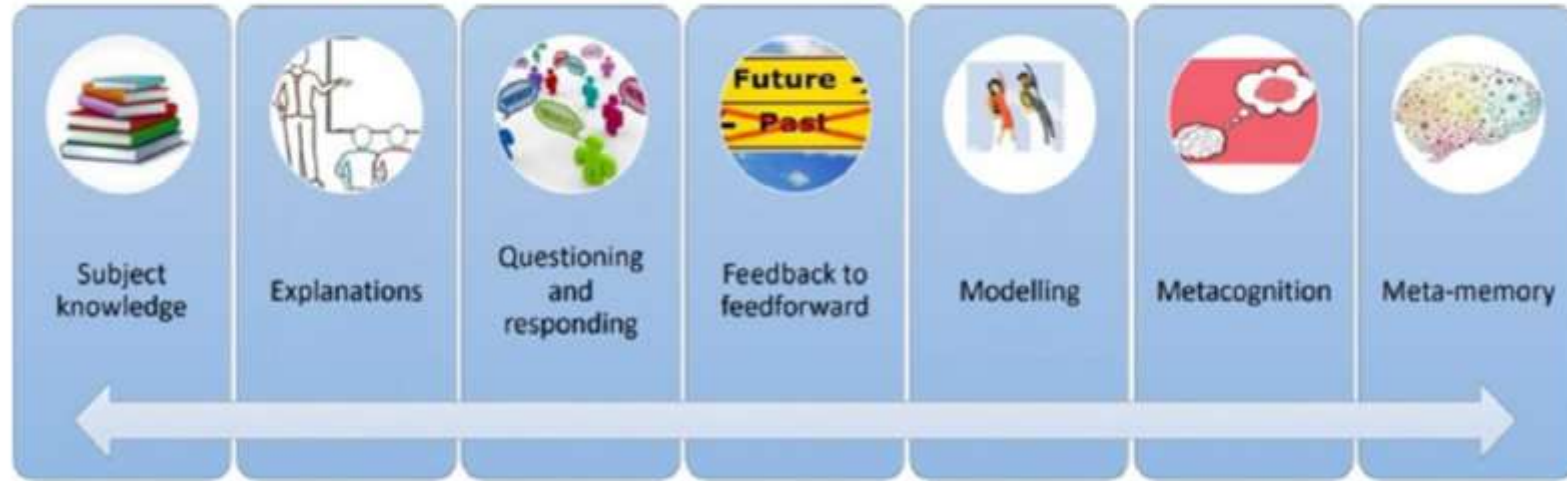 Future
Past
Subject
knowledge
Explanations
Questioning
and
responding
Feedback to
feedforward
Modelling
Metacognition
Meta-memory